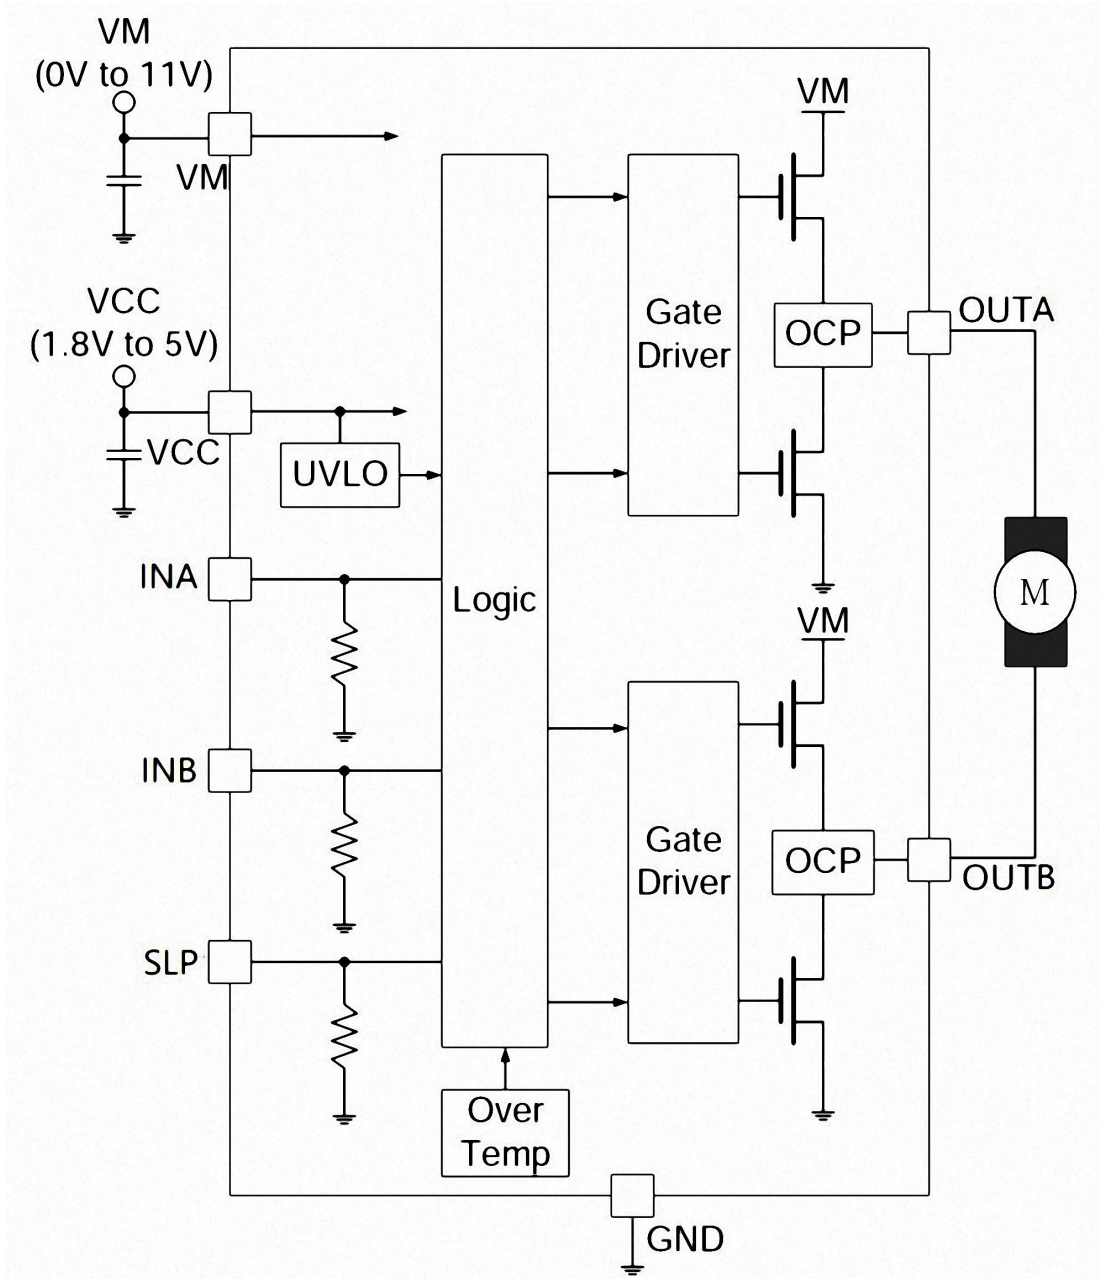 VM
(0V to 11V)
VM
VM
VCC
(1.8V to 5V)
VCC
UVLO
INA
INB
SLP
Logic
Over
Temp
Gate
Driver
OCP
OUTA
M
VM
Gate
Driver
OCP
OUTB
GND